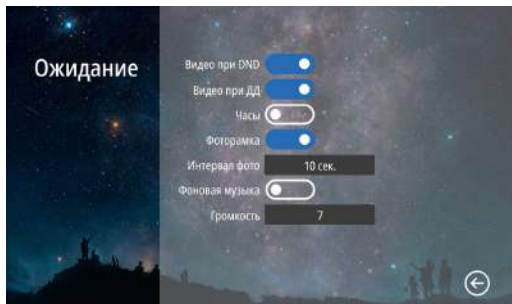 Ожидание
Видео при DND
Видео при ДД
Часы
Фоторамка
Интервал фото 10 сек.
Фоновая музыка
Громкость 7